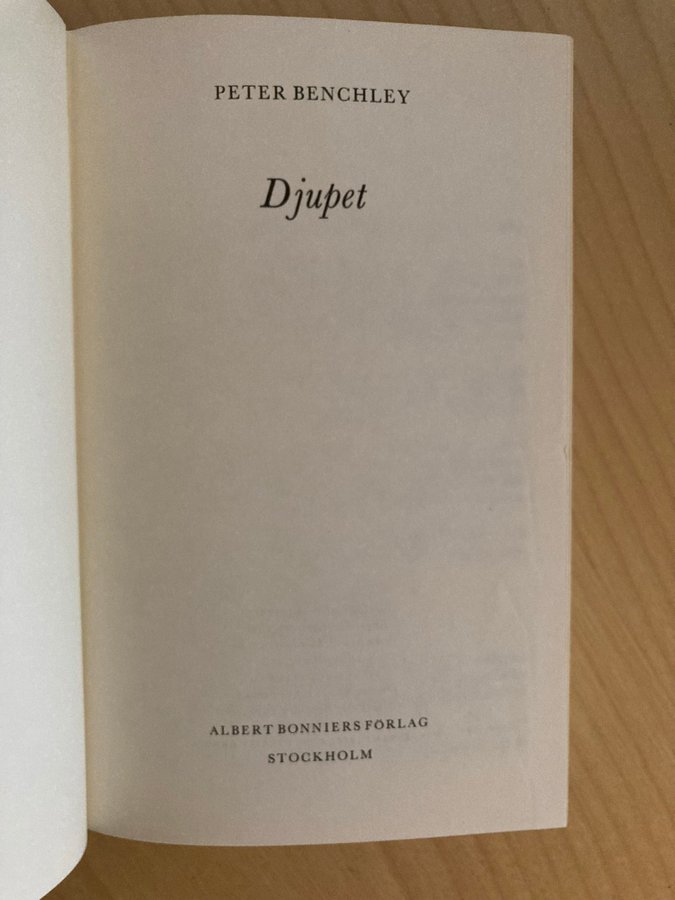 PETER BENCHLEY
Djupet
ALBERT BONNIERS FÖRLAG
STOCKHOLM